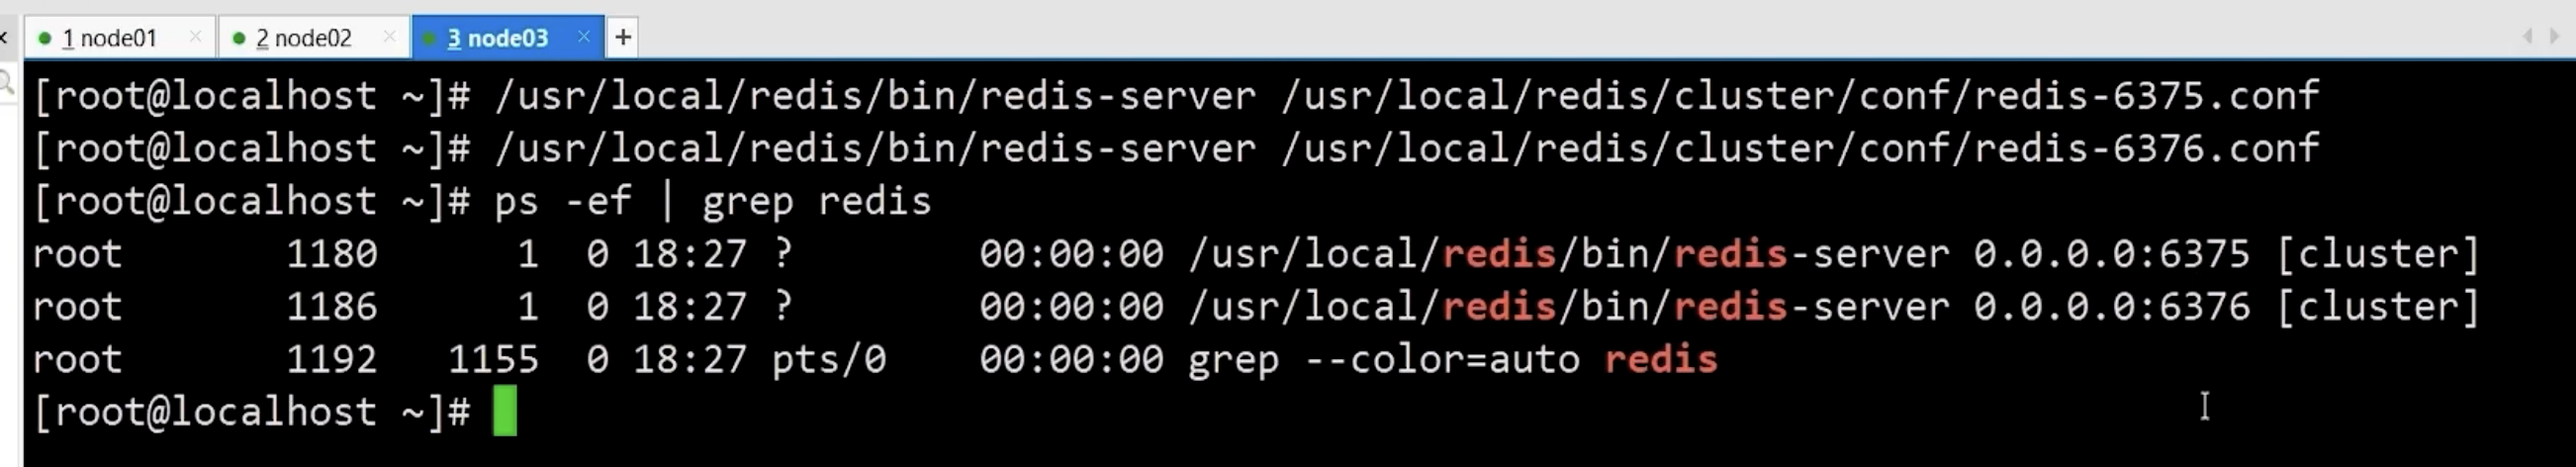 1 node01 × 2 node02 × 3 node03 × +
[root@localhost ~]# /usr/local/redis/bin/redis-server /usr/local/redis/cluster/conf/redis-6375.conf
[root@localhost ~]# /usr/local/redis/bin/redis-server /usr/local/redis/cluster/conf/redis-6376.conf
[root@localhost ~]# ps -ef | grep redis
root 1180 1 0 18:27 ? 00:00:00 /usr/local/redis/bin/redis-server 0.0.0.0:6375 [cluster]
root 1186 1 0 18:27 ? 00:00:00 /usr/local/redis/bin/redis-server 0.0.0.0:6376 [cluster]
root 1192 1155 0 18:27 pts/0 00:00:00 grep --color=auto redis
[root@localhost ~]#